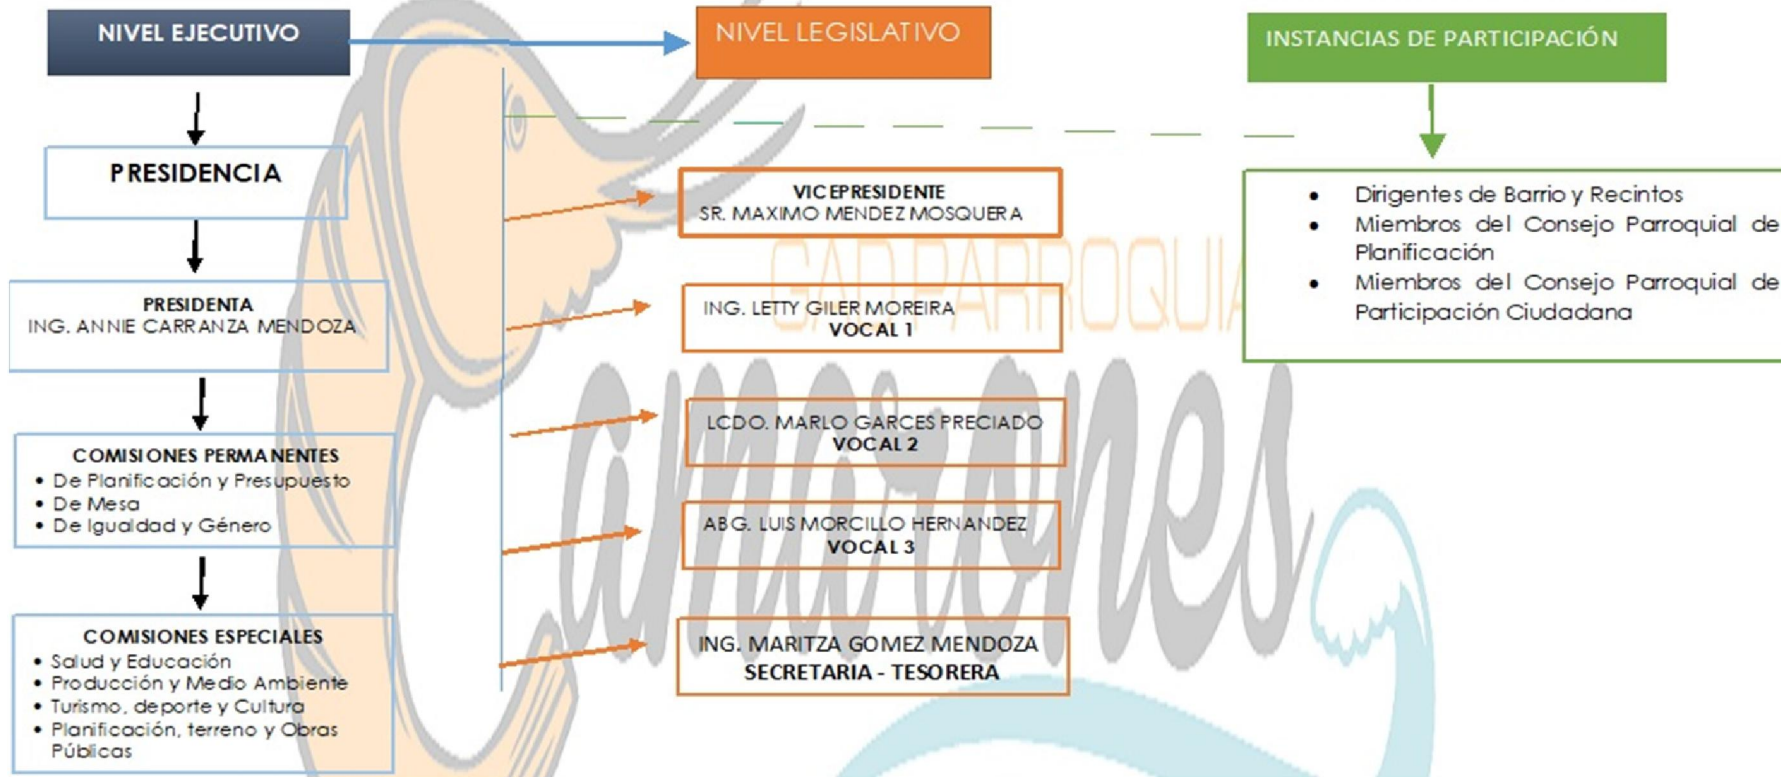 NIVEL EJECUTIVO
PRESIDENCIA
PRESIDENTA
ING. ANNIE CARRANZA MENDOZA
COMISIONES PERMANENTES
• De Planificación y Presupuesto
• De Mesa
• De Igualdad y Género
COMISIONES ESPECIALES
• Salud y Educación
• Producción y Medio Ambiente
• Turismo, deporte y Cultura
• Planificación, terreno y Obras
Públicas
NIVEL LEGISLATIVO
VICEPRESIDENTE
SR. MAXIMO MENDEZ MOSQUERA
ING. LETTY GILER MOREIRA
VOCAL 1
LCDO. MARLO GARCES PRECIADO
VOCAL 2
ABG. LUIS MORCILLO HERNANDEZ
VOCAL 3
ING. MARITZA GOMEZ MENDOZA
SECRETARIA - TESORERA
INSTANCIAS DE PARTICIPACIÓN
• Dirigentes de Barrio y Recintos
• Miembros del Consejo Parroquial de
Planificación
• Miembros del Consejo Parroquial de
Participación Ciudadana
GAD PARROQUIA
Camarones